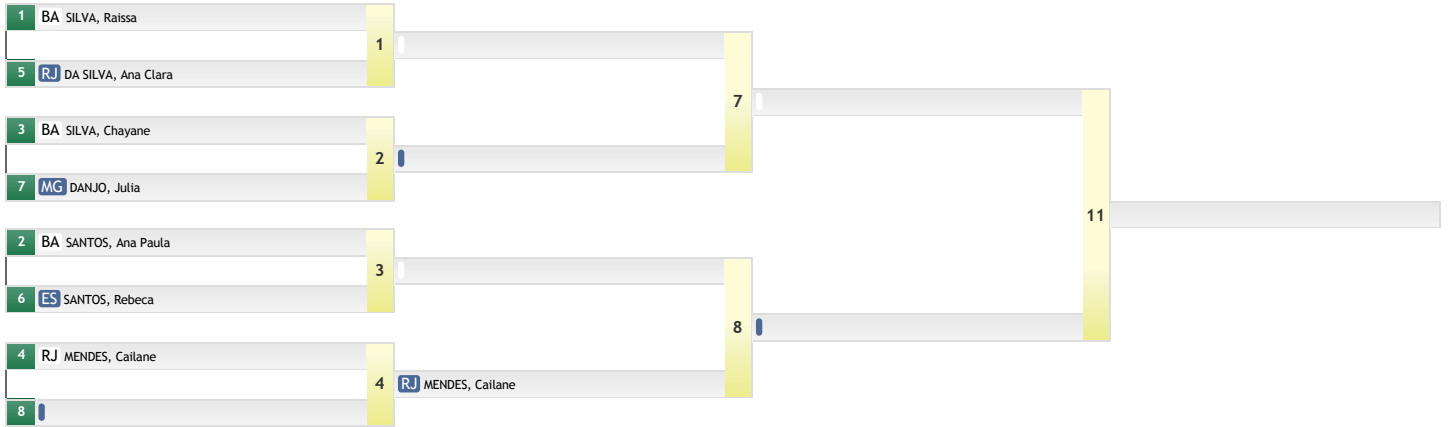 1 BA SILVA, Raissa
1
5 RJ DA SILVA, Ana Clara
7
3 BA SILVA, Chayane
2
7 MG DANJO, Julia
11
2 BA SANTOS, Ana Paula
3
6 ES SANTOS, Rebeca
8
4 RJ MENDES, Cailane
4 RJ MENDES, Cailane
8